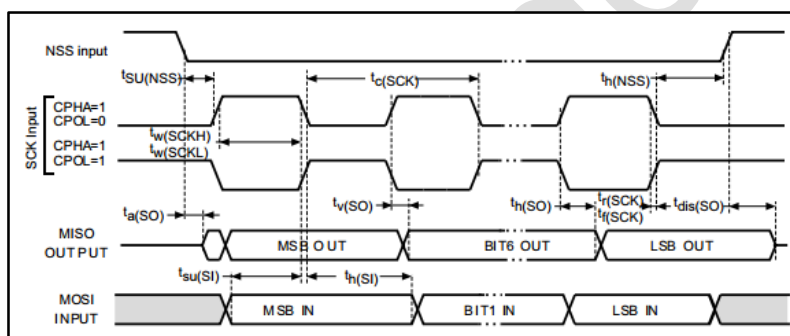 NSS input
tSU(NSS)
tc(SCK)
th(NSS)
SCK Input
CPHA=1
CPOL=0
tw(SCKH)
CPHA=1
tw(SCKL)
CPOL=1
ta(SO)
tv(SO)
th(SO)
tr(SCK)
tf(SCK)
tdis(SO)
MISO
OUTPUT
MSB OUT
BIT6 OUT
LSB OUT
tsu(SI)
th(SI)
MOSI
INPUT
MSB IN
BIT1 IN
LSB IN